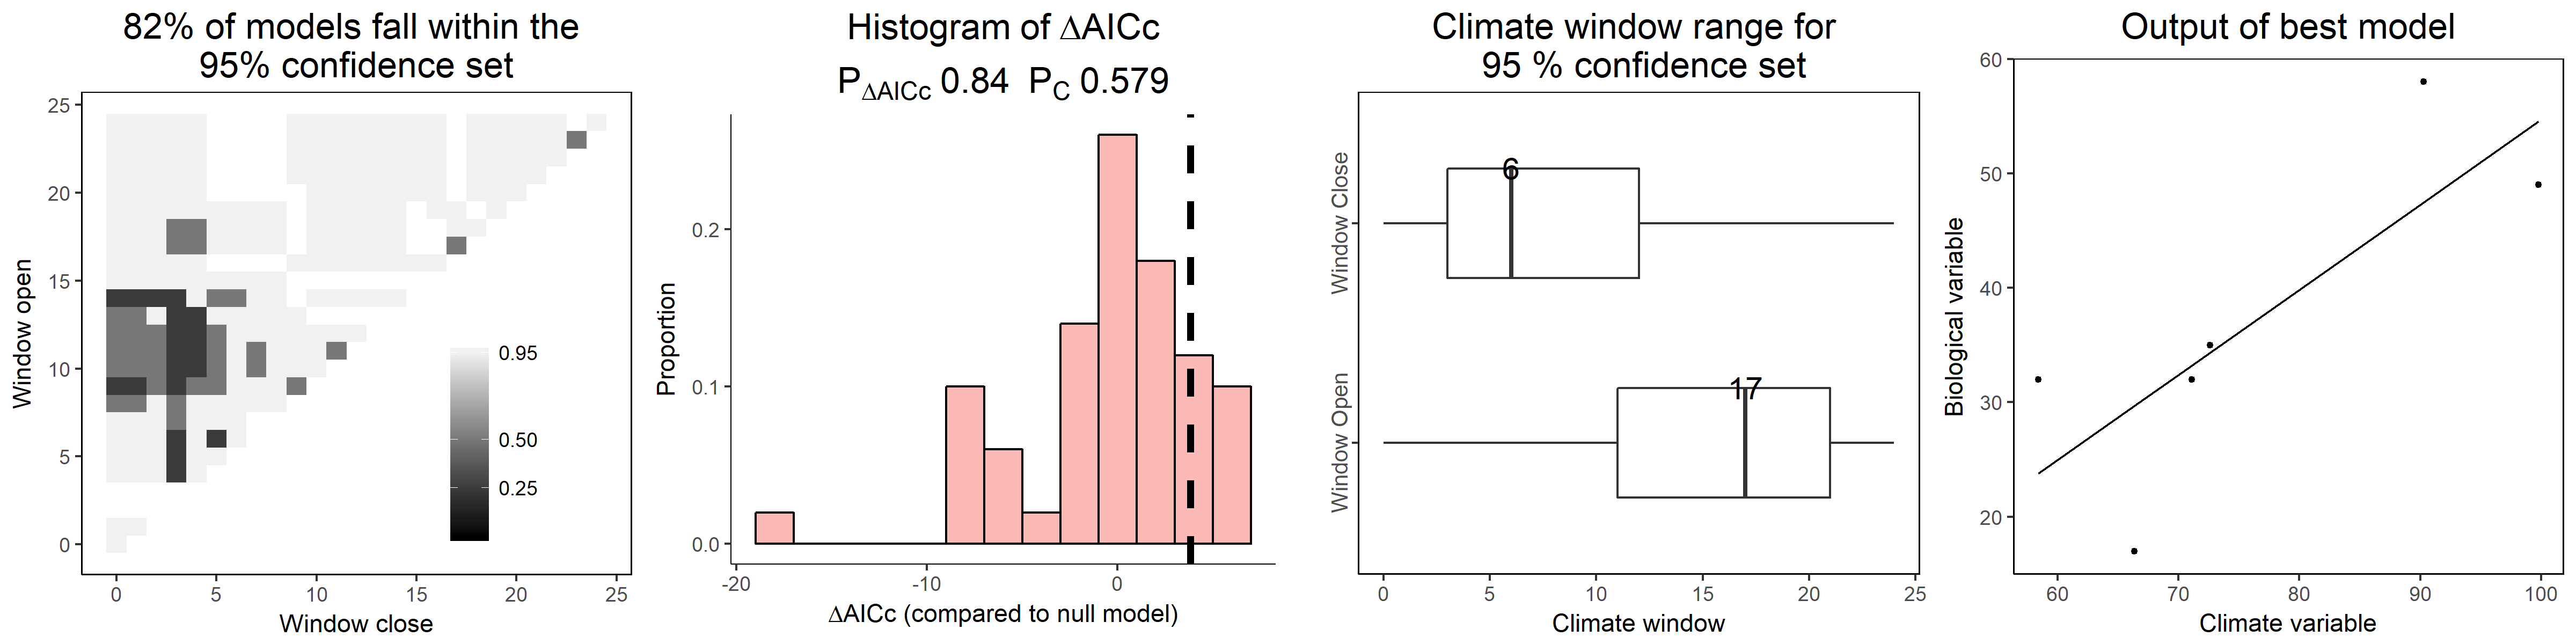 82% of models fall within the
95% confidence set
25
20
15
10
5
0
Window open
0 5 10 15 20 25
Window close
0.95
0.50
0.25
Histogram of ΔAICc
PΔAICc 0.84 PC 0.579
0.2
0.1
0.0
Proportion
-20 -10 0
ΔAICc (compared to null model)
Climate window range for
95 % confidence set
Window Close
Window Open
6
17
0 5 10 15 20 25
Climate window
Output of best model
60
50
40
30
20
Biological variable
60 70 80 90 100
Climate variable